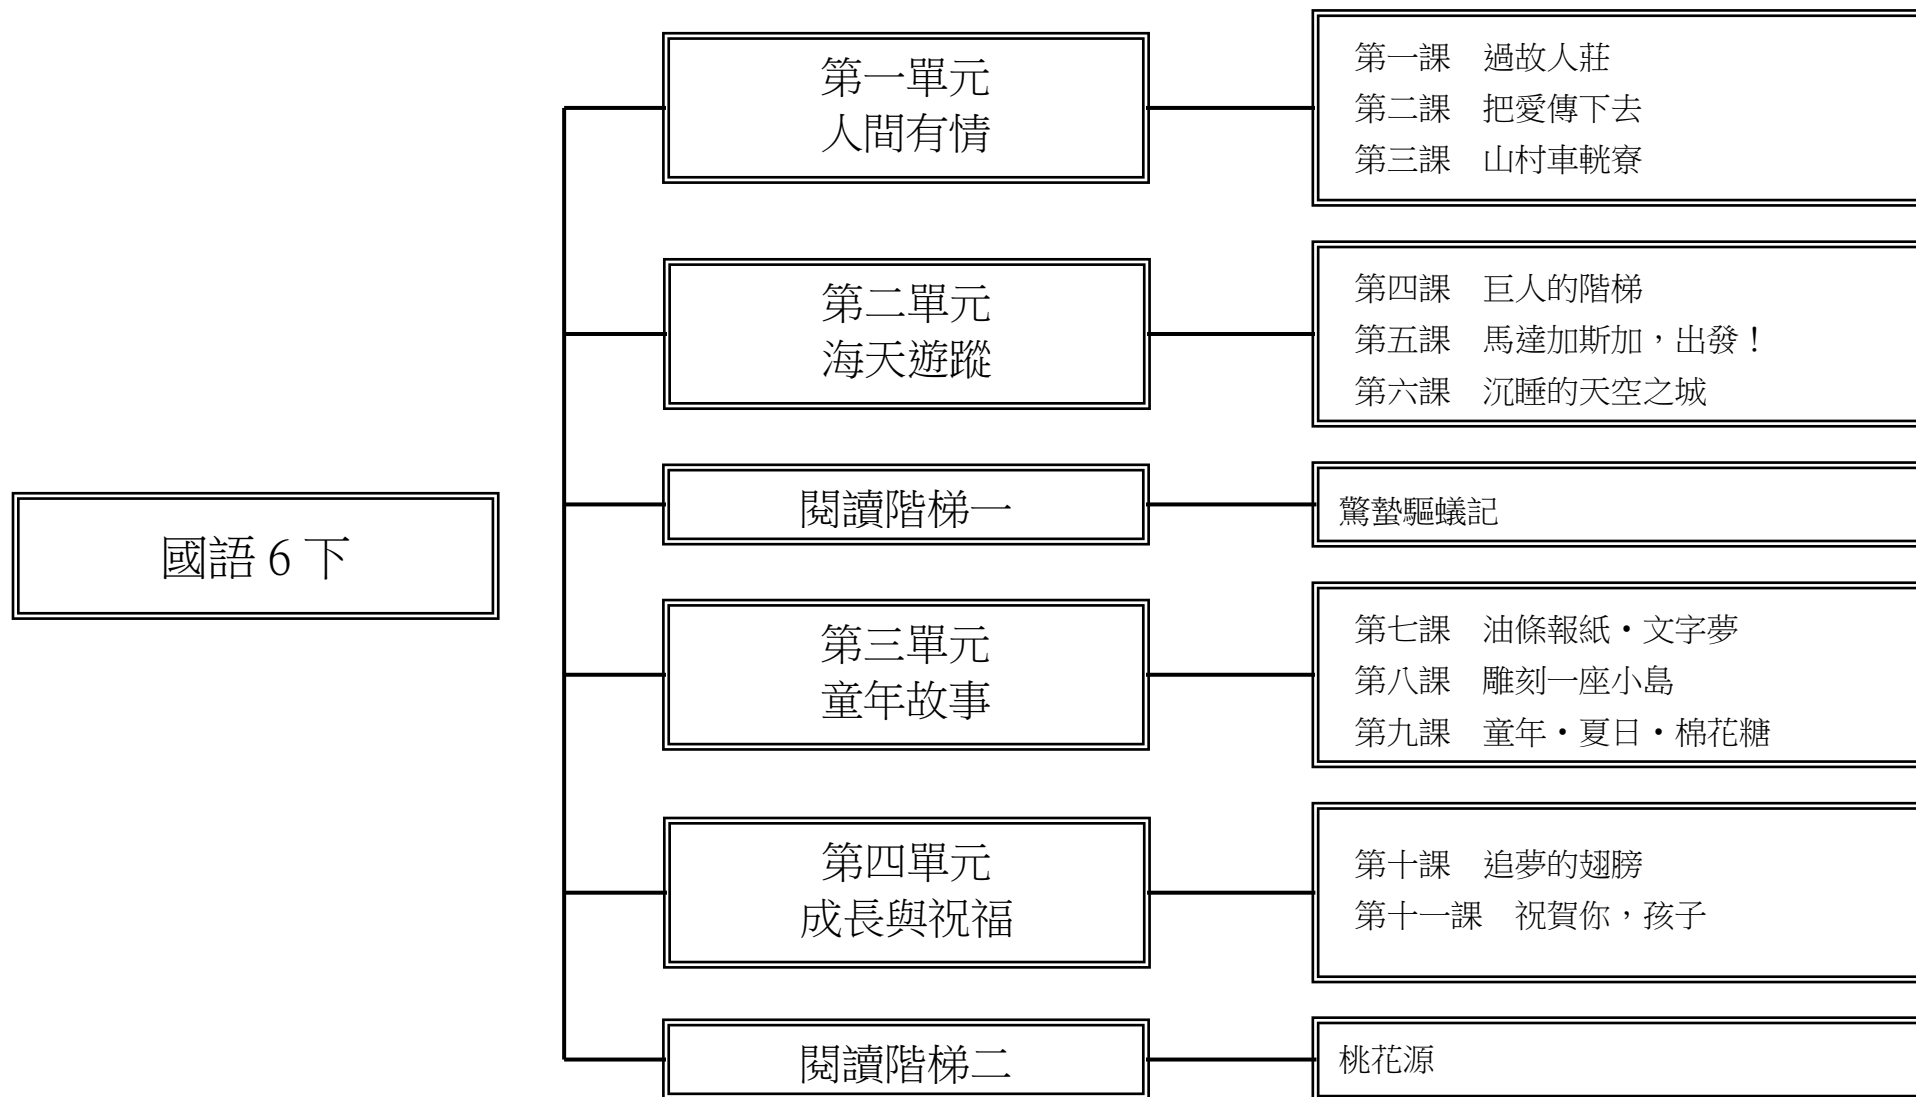 國語 6 下
第一單元
人間有情
第一課　過故人莊
第二課　把愛傳下去
第三課　山村車輄寮
第二單元
海天遊蹤
第四課　巨人的階梯
第五課　馬達加斯加，出發！
第六課　沉睡的天空之城
閱讀階梯一
驚蟄驅蟻記
第三單元
童年故事
第七課　油條報紙・文字夢
第八課　雕刻一座小島
第九課　童年・夏日・棉花糖
第四單元
成長與祝福
第十課　追夢的翅膀
第十一課　祝賀你，孩子
閱讀階梯二
桃花源